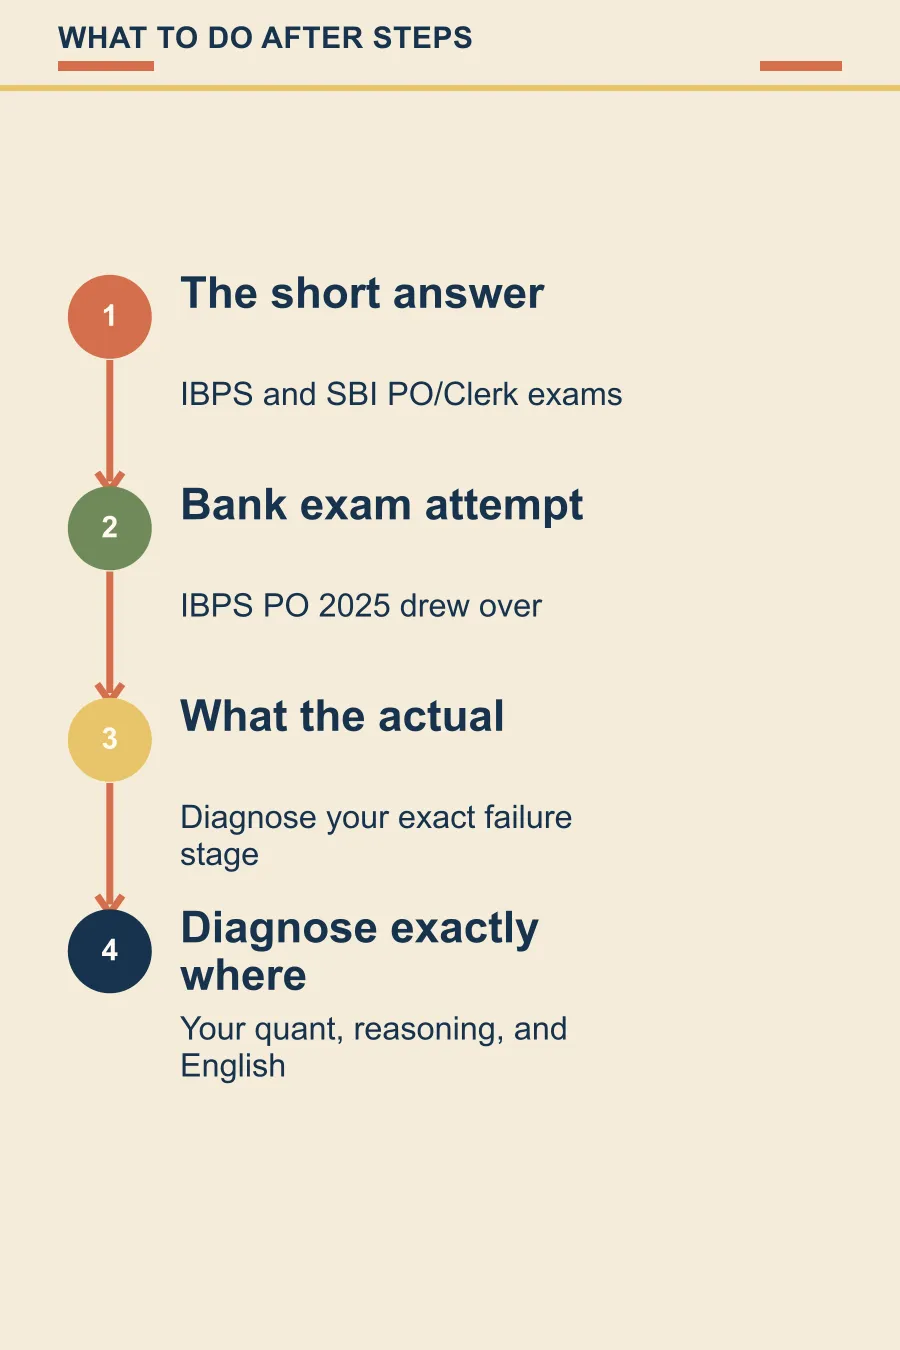 WHAT TO DO AFTER STEPS
1
The short answer
IBPS and SBI PO/Clerk exams
2
Bank exam attempt
IBPS PO 2025 drew over
3
What the actual
Diagnose your exact failure
stage
4
Diagnose exactly
where
Your quant, reasoning, and
English